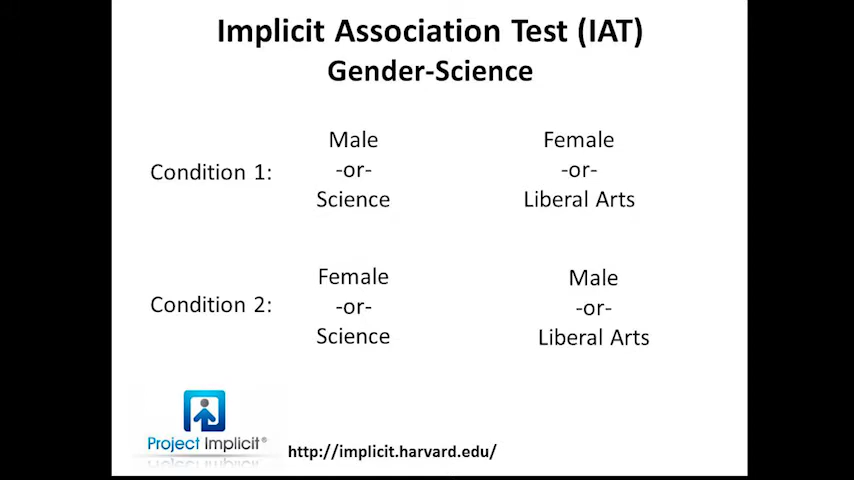 Implicit Association Test (IAT)
Gender-Science
Condition 1:
Male
-or-
Science
Female
-or-
Liberal Arts
Condition 2:
Female
-or-
Science
Male
-or-
Liberal Arts
Project Implicit®
http://implicit.harvard.edu/